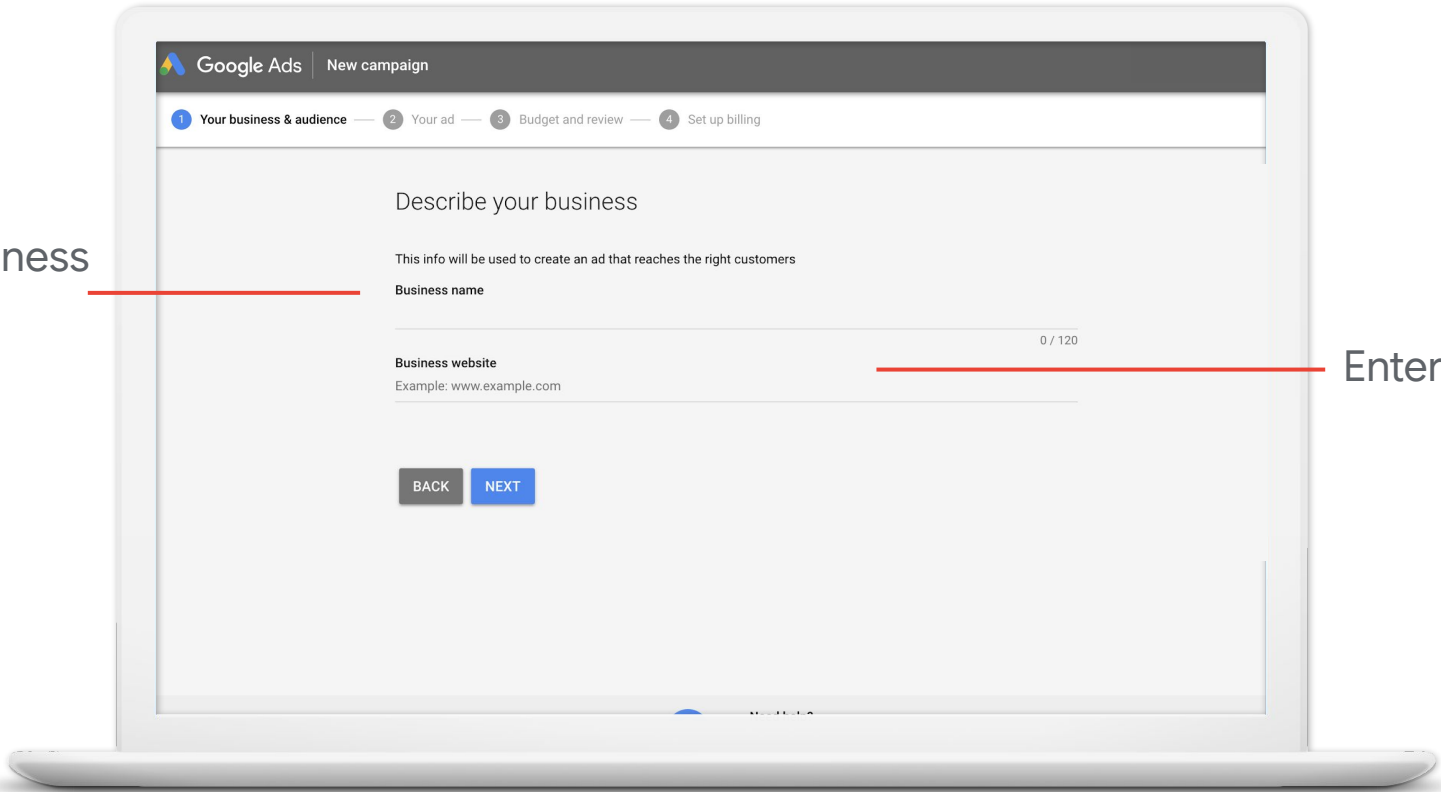 Google Ads New campaign
1 Your business & audience 2 Your ad 3 Budget and review 4 Set up billing
Describe your business
ness
This info will be used to create an ad that reaches the right customers
Business name
0 / 120
Business website
Enter
Example: www.example.com
BACK NEXT
Need help?